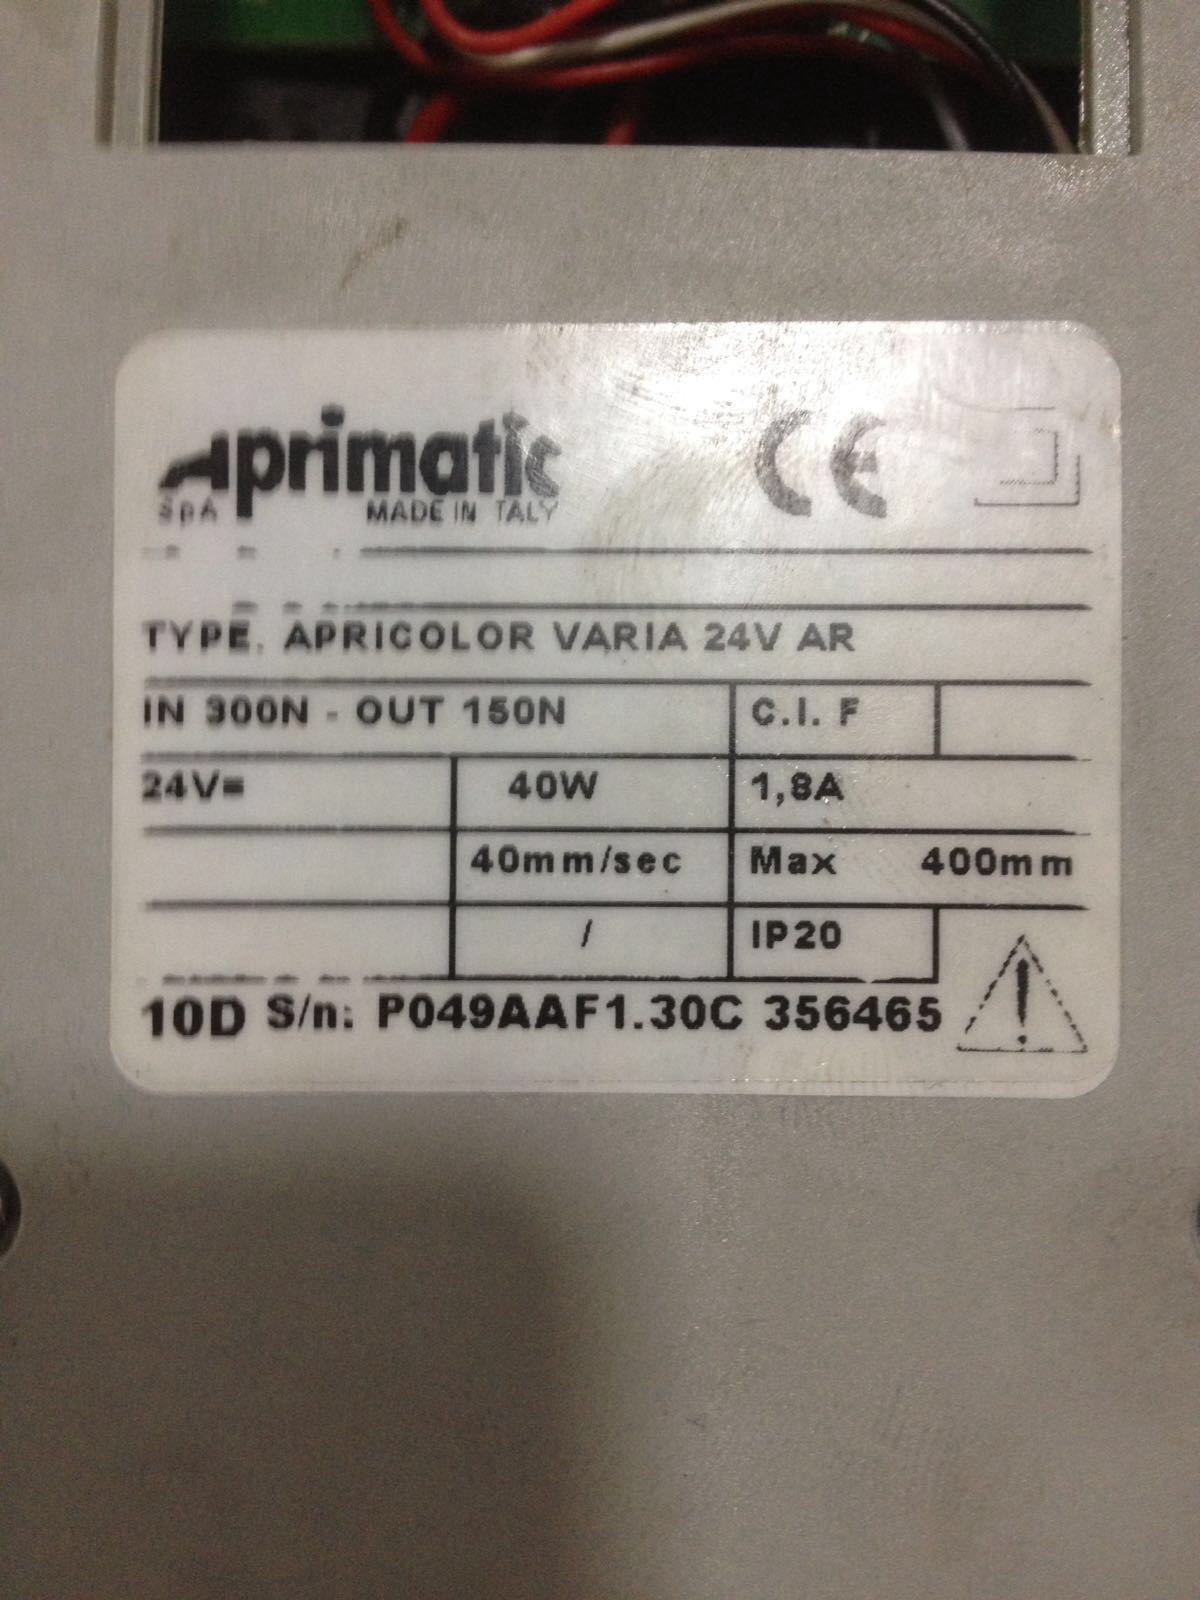 Aprimatic
SpA MADE IN ITALY
CE
TYPE. APRICOLOR VARIA 24V AR
IN 300N - OUT 150N C.I. F
24V= 40W 1,8A
40mm/sec Max 400mm
/ IP20
10D S/n: P049AAF1.30C 356465
!